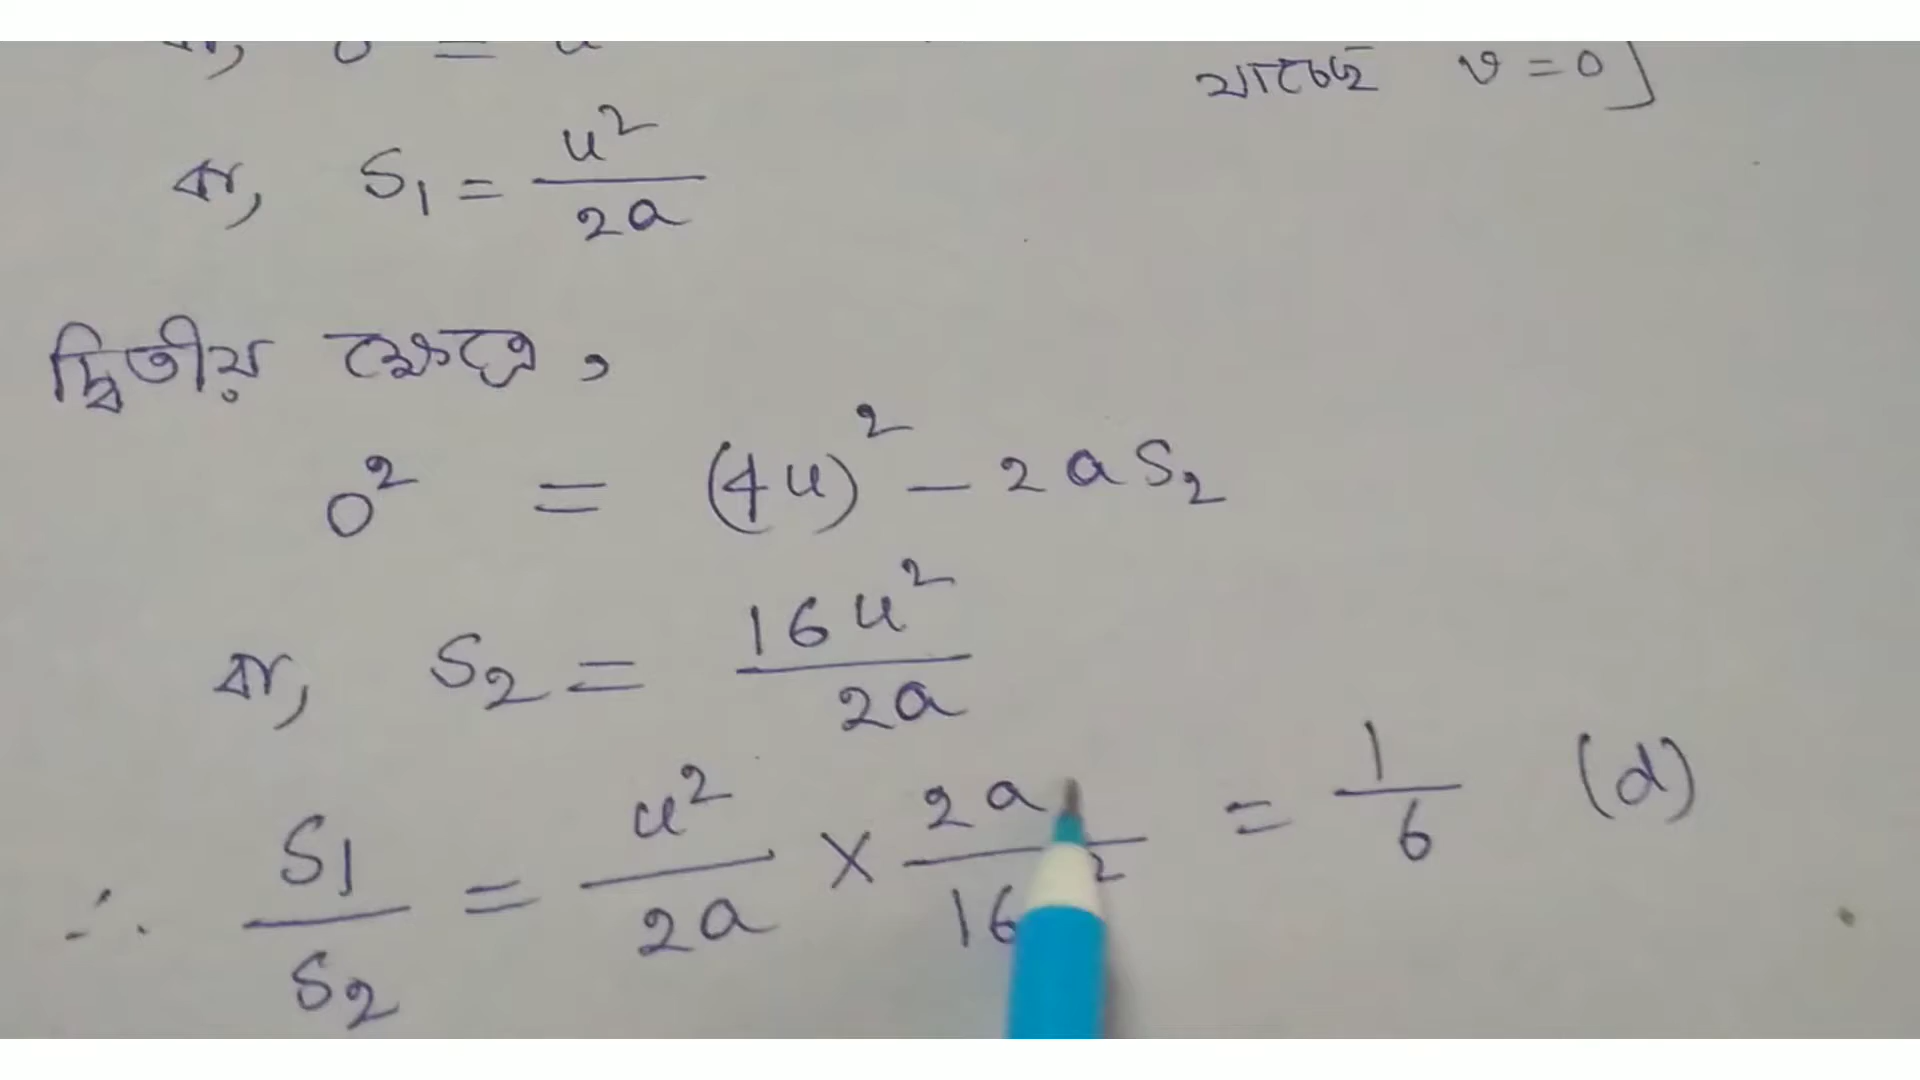 যাচ্ছে v = 0]
বা, S₁ = u²/2a
দ্বিতীয় ক্ষেত্রে,
0² = (4u)² - 2aS₂
বা, S₂ = 16u²/2a
∴ S₁/S₂ = u²/2a × 2a/16 ² = 1/6 (d)